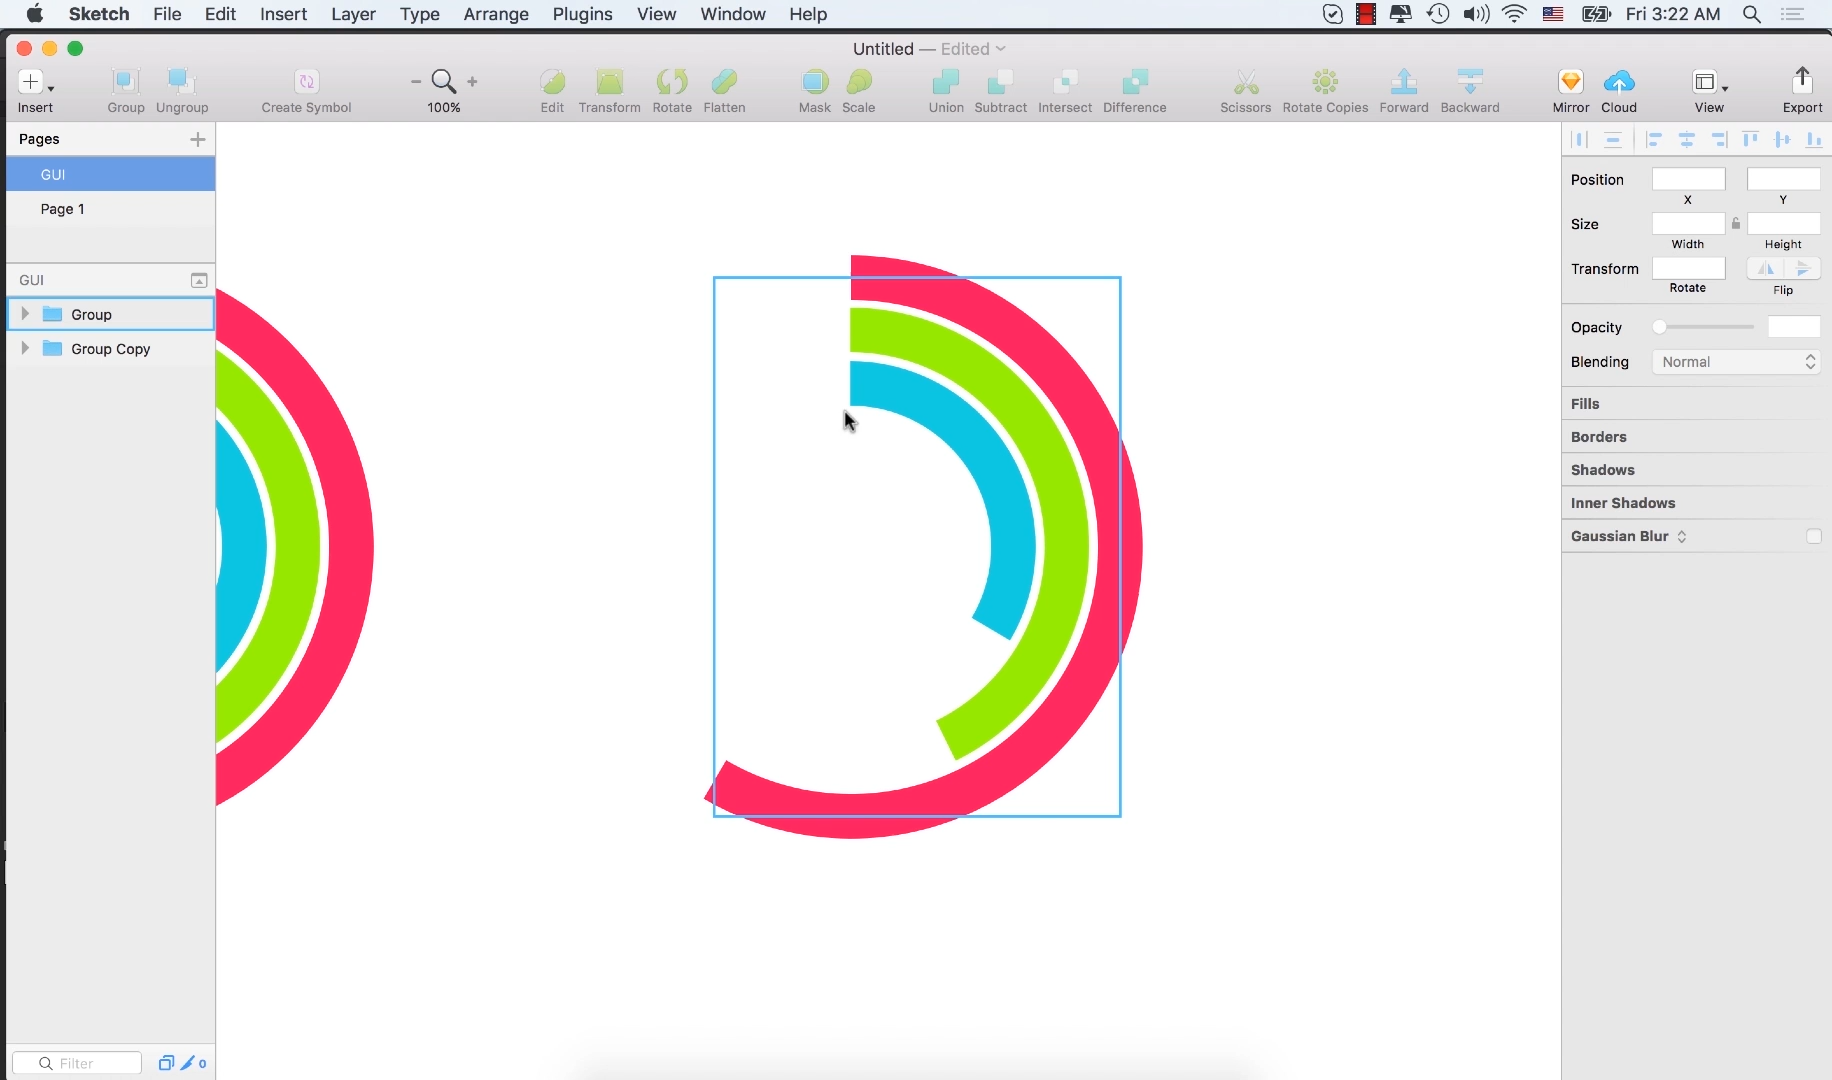 Sketch File Edit Insert Layer Type Arrange Plugins View Window Help Fri 3:22 AM
Untitled — Edited
Insert Group Ungroup Create Symbol 100% Edit Transform Rotate Flatten Mask Scale Union Subtract Intersect Difference Scissors Rotate Copies Forward Backward Mirror Cloud View Export
Pages
GUI
Page 1
GUI
Group
Group Copy
Filter 0
Position
X Y
Size
Width Height
Transform
Rotate Flip
Opacity
Blending Normal
Fills
Borders
Shadows
Inner Shadows
Gaussian Blur